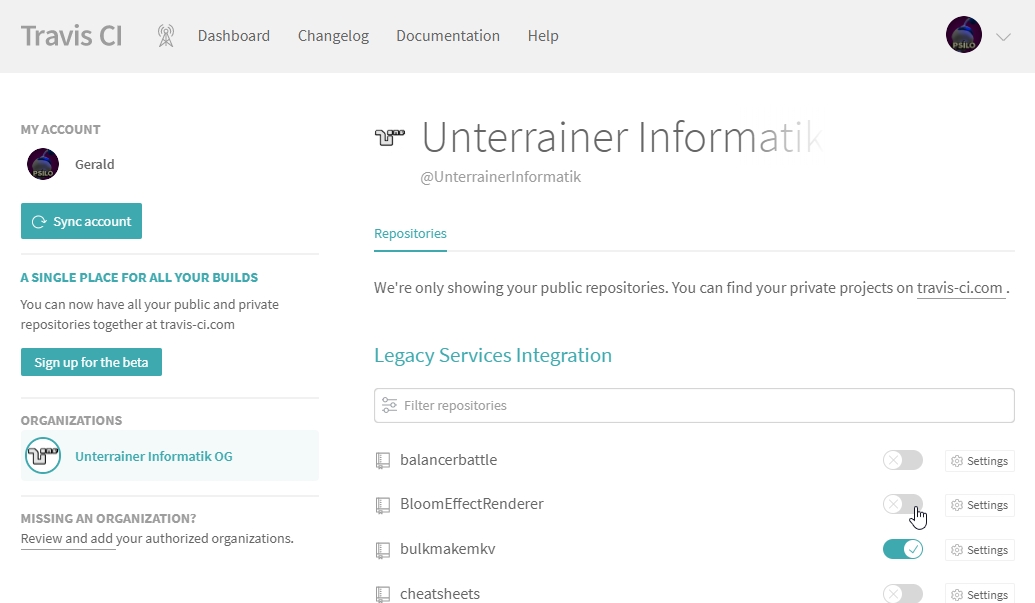 Travis CI
Dashboard
Changelog
Documentation
Help
PSILO
MY ACCOUNT
PSILO
Gerald
Sync account
A SINGLE PLACE FOR ALL YOUR BUILDS
You can now have all your public and private
repositories together at travis-ci.com
Sign up for the beta
ORGANIZATIONS
Unterrainer Informatik OG
MISSING AN ORGANIZATION?
Review and add your authorized organizations.
Unterrainer Informatik
@UnterrainerInformatik
Repositories
We're only showing your public repositories. You can find your private projects on travis-ci.com .
Legacy Services Integration
Filter repositories
balancerbattle
Settings
BloomEffectRenderer
Settings
bulkmakemkv
Settings
cheatsheets
Settings